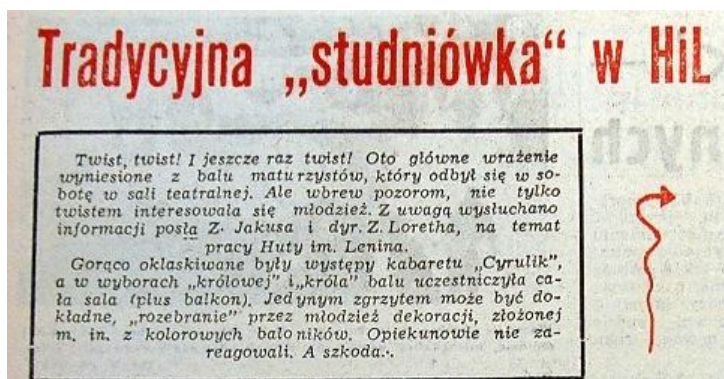 Tradycyjna „studniówka“ w HiL
Twist, twist! I jeszcze raz twist! Oto główne wrażenie
wyniesione z balu maturzystów, który odbył się w so-
botę w sali teatralnej. Ale wbrew pozorom, nie tylko
twistem interesowała się młodzież. Z uwagą wysłuchano
informacji posła Z. Jakusa i dyr. Z. Loretha, na temat
pracy Huty im. Lenina.
Gorąco oklaskiwane były występy kabaretu „Cyrulik”,
a w wyborach „królowej” i „króla” balu uczestniczyła ca-
ła sala (plus balkon). Jedynym zgrzytem może być do-
kładne, „rozebranie” przez młodzież dekoracji, złożonej
m. in. z kolorowych baloników. Opiekunowie nie za-
reagowali. A szkoda..